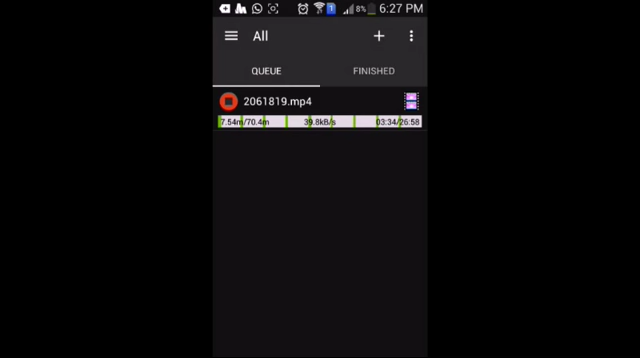 1 8% 6:27 PM
All
QUEUE FINISHED
2061819.mp4
7.54m/70.4m 39.8kB/s 03:34/26:58